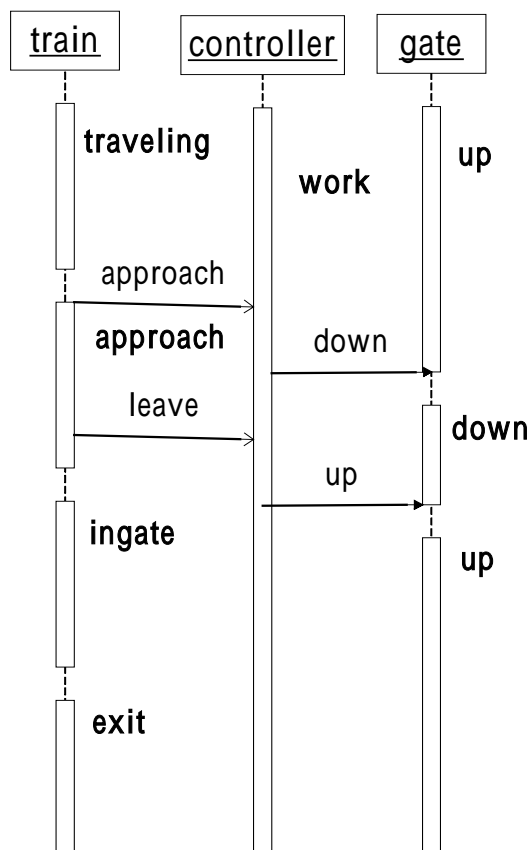 train
controller
gate
traveling
up
work
approach
approach
down
leave
down
up
ingate
up
exit